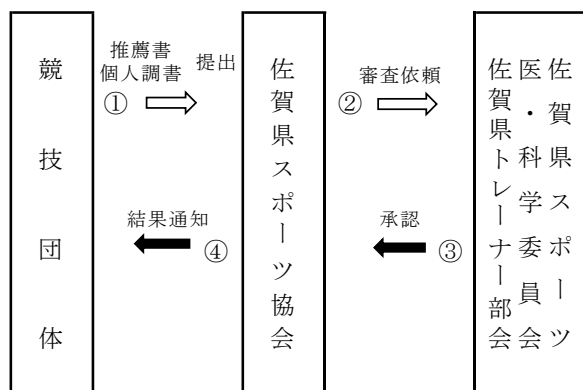 競技団体
推薦書
個人調書
提出
①
佐賀県スポーツ協会
②
審査依頼
佐賀県スポーツ
医・科学委員会
佐賀県トレーナー部会
結果通知
④
承認
③